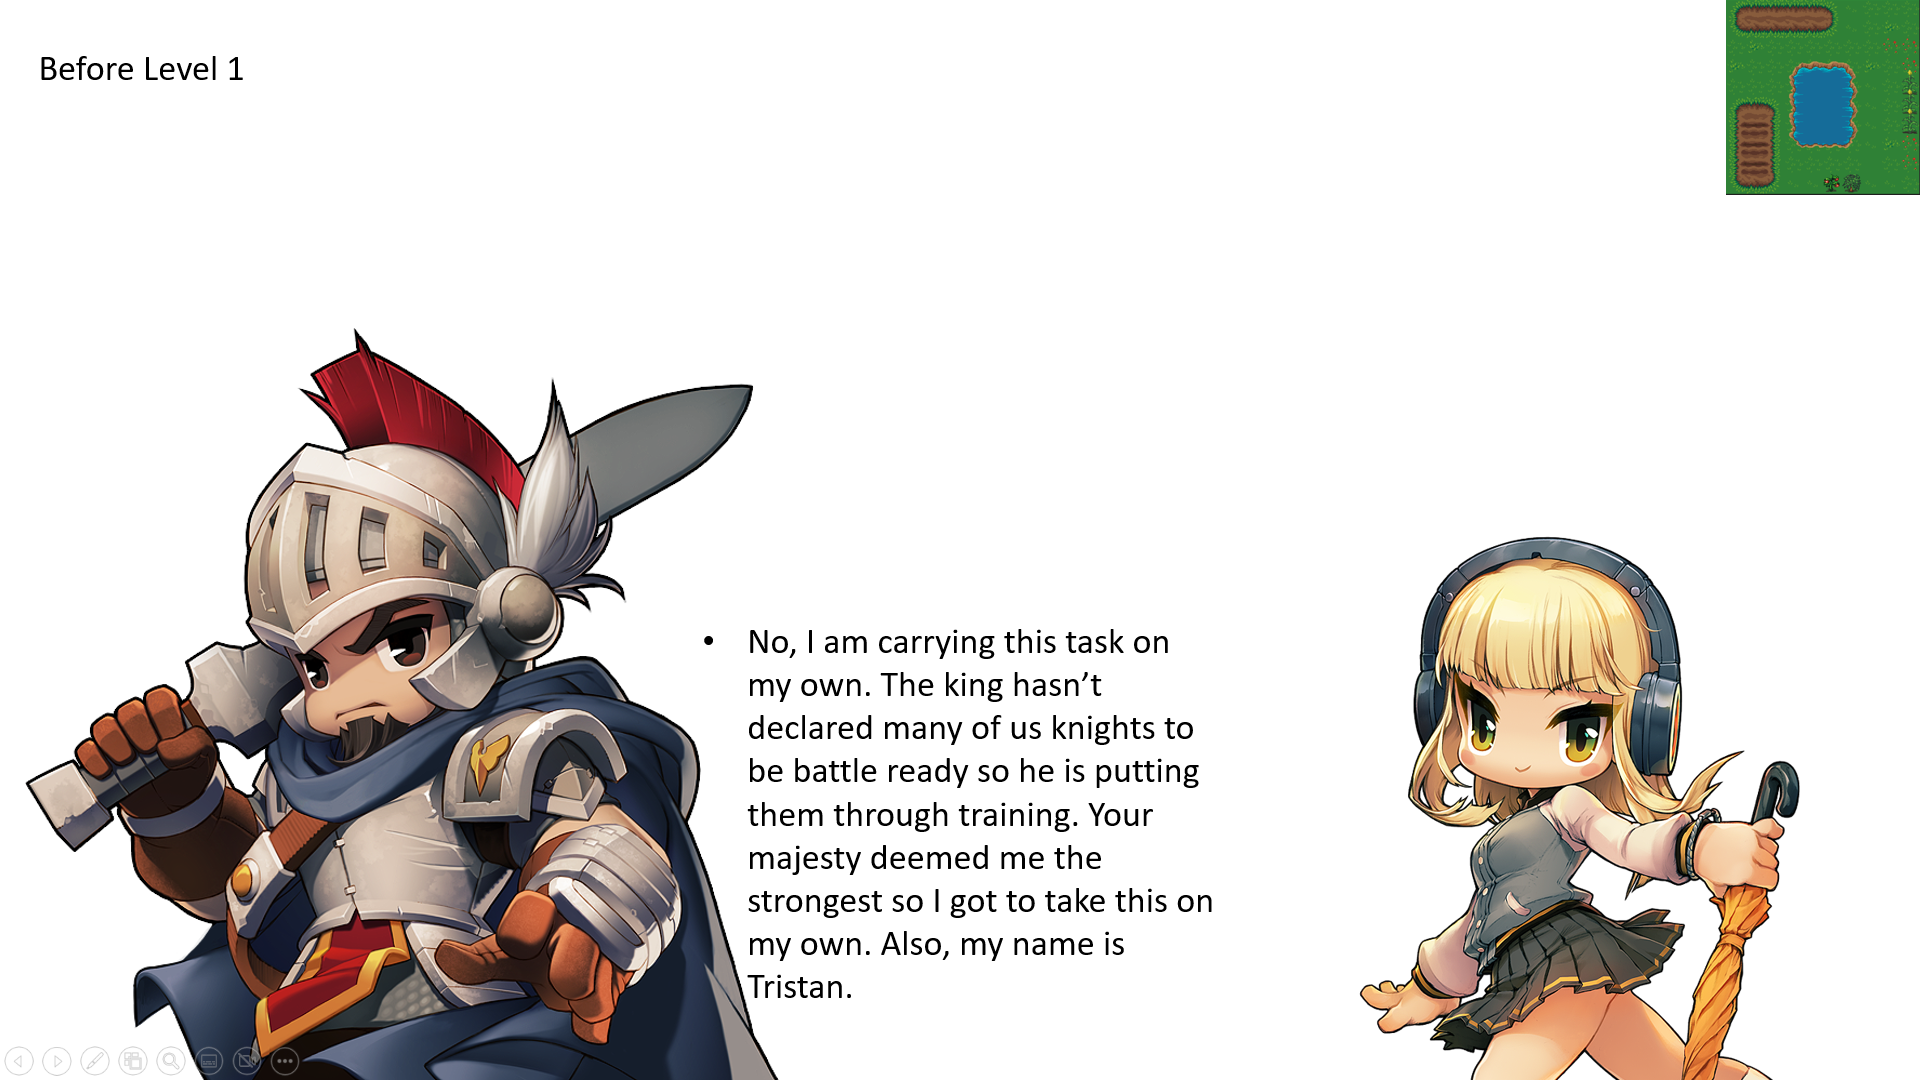 Before Level 1
• No, I am carrying this task on
my own. The king hasn’t
declared many of us knights to
be battle ready so he is putting
them through training. Your
majesty deemed me the
strongest so I got to take this on
my own. Also, my name is
Tristan.